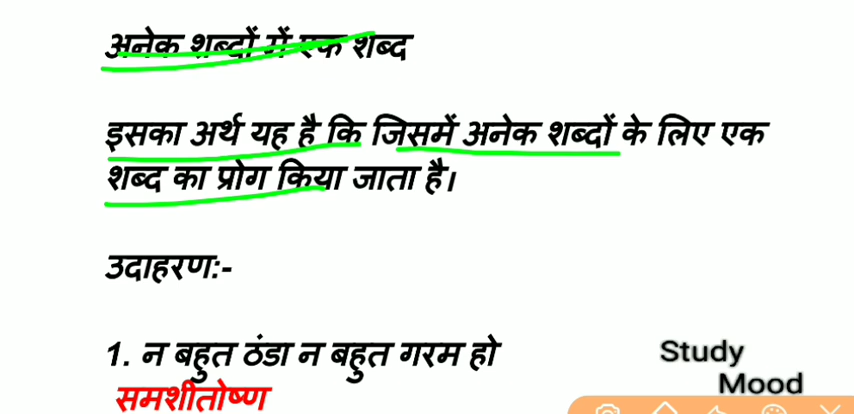 अनेक शब्दों में एक शब्द
इसका अर्थ यह है कि जिसमें अनेक शब्दों के लिए एक
शब्द का प्रोग किया जाता है।
उदाहरण:-
1. न बहुत ठंडा न बहुत गरम हो
समशीतोष्ण
Study
Mood